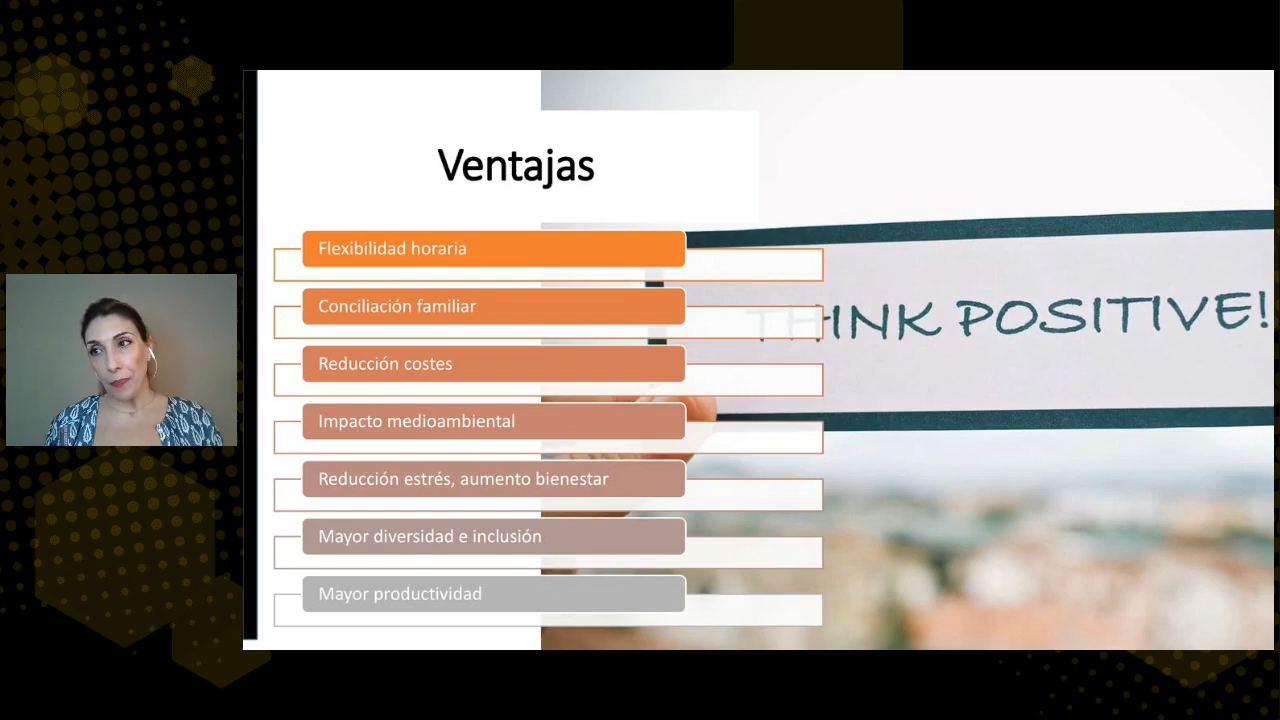 Ventajas
Flexibilidad horaria
Conciliación familiar
Reducción costes
Impacto medioambiental
Reducción estrés, aumento bienestar
Mayor diversidad e inclusión
Mayor productividad
THINK POSITIVE!